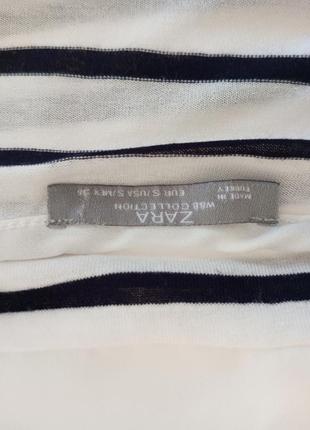 ZARA
W&B COLLECTION
EUR S / USA S / MEX 26
MADE IN
TURKEY